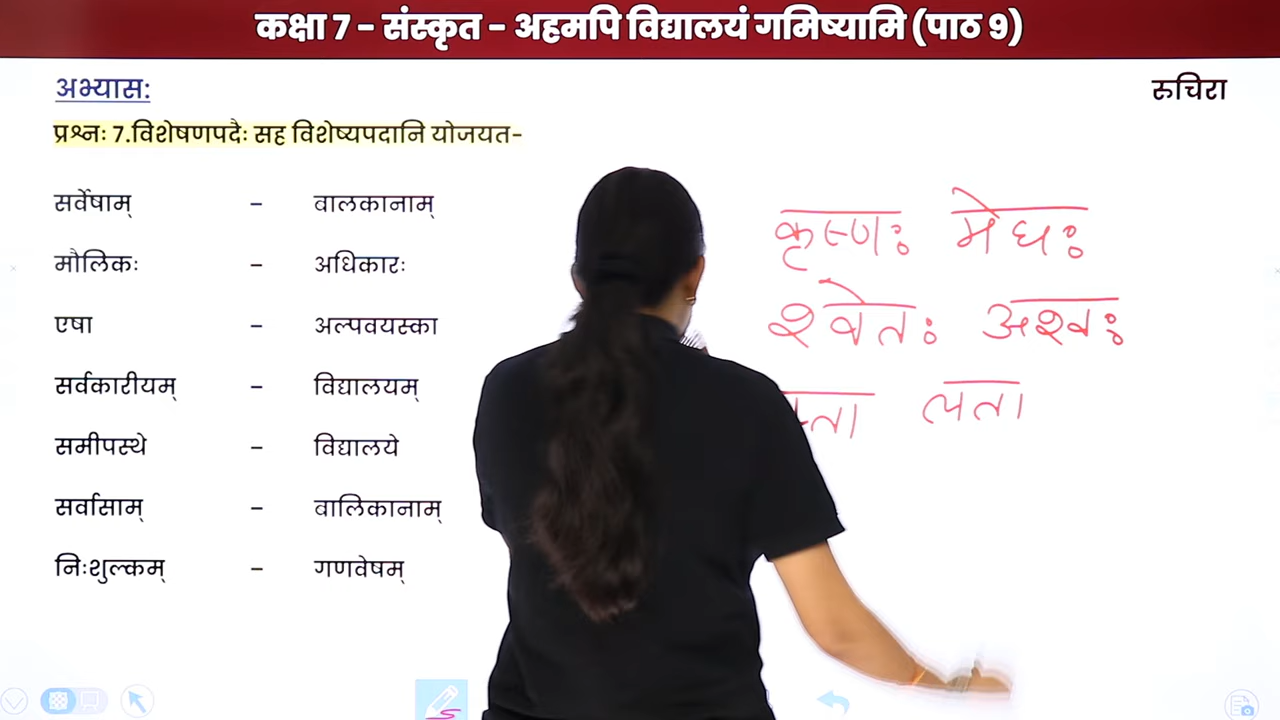 कक्षा 7 - संस्कृत - अहमपि विद्यालयं गमिष्यामि (पाठ 9)
अभ्यास:
रुचिरा
प्रश्नः 7.विशेषणपदैः सह विशेष्यपदानि योजयत-
सर्वेषाम् - बालकानाम्
मौलिकः - अधिकारः
एषा - अल्पवयस्का
सर्वकारीयम् - विद्यालयम्
समीपस्थे - विद्यालये
सर्वासाम् - बालिकानाम्
निःशुल्कम् - गणवेषम्
कृष्णः मेघः
श्वेतः अश्वः
लता